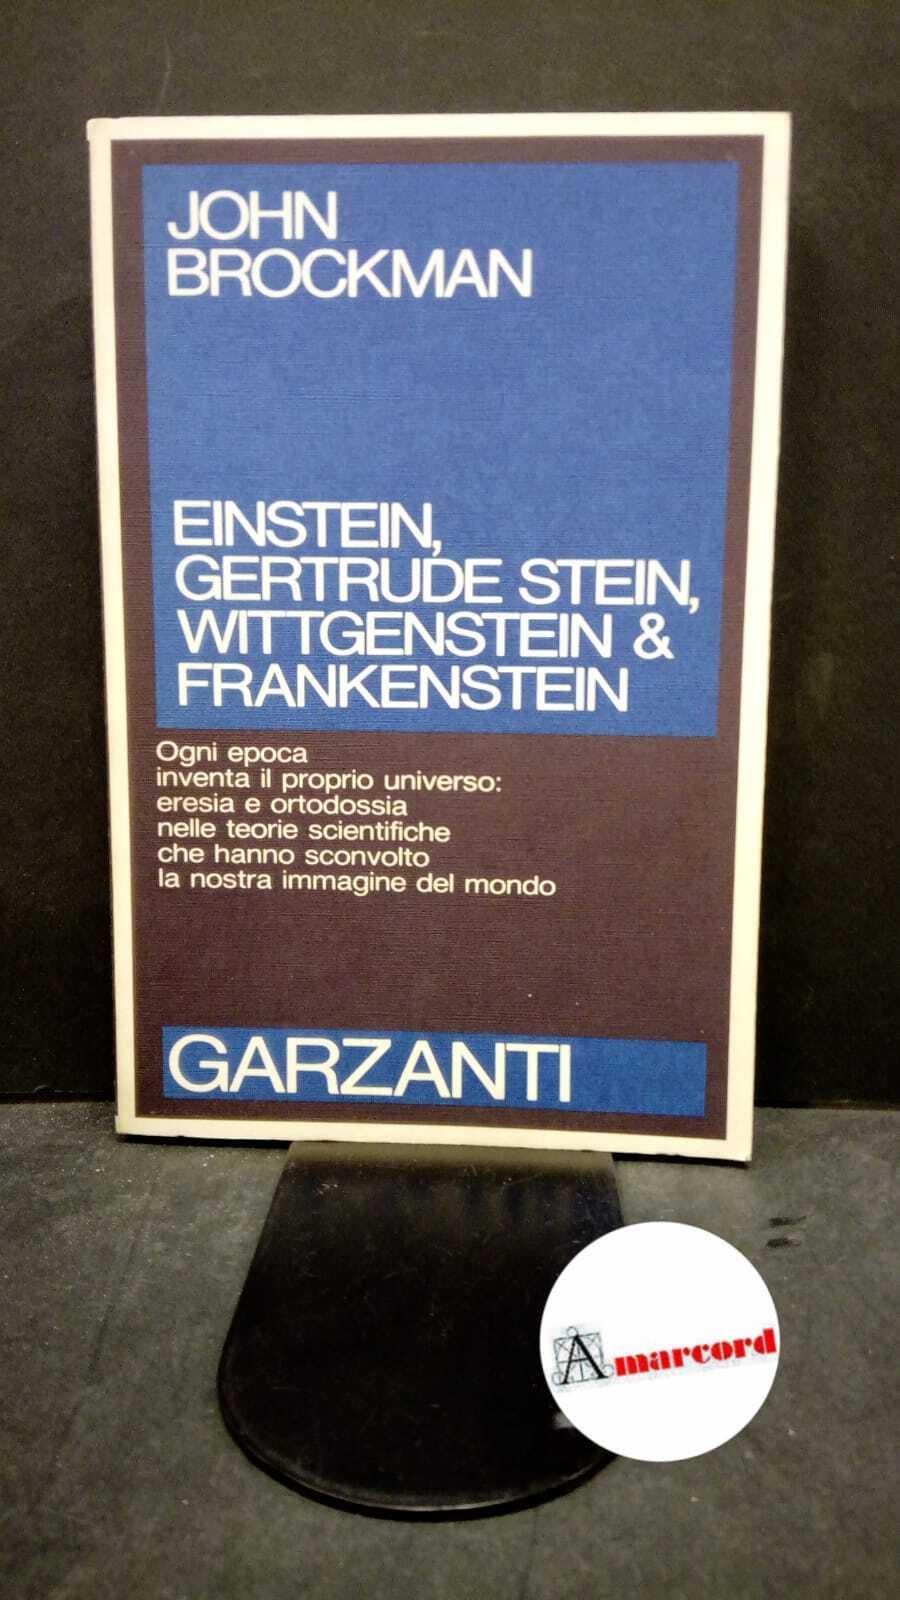 JOHN
BROCKMAN
EINSTEIN,
GERTRUDE STEIN,
WITTGENSTEIN &
FRANKENSTEIN
Ogni epoca
inventa il proprio universo:
eresia e ortodossia
nelle teorie scientifiche
che hanno sconvolto
la nostra immagine del mondo
GARZANTI
Amarcord